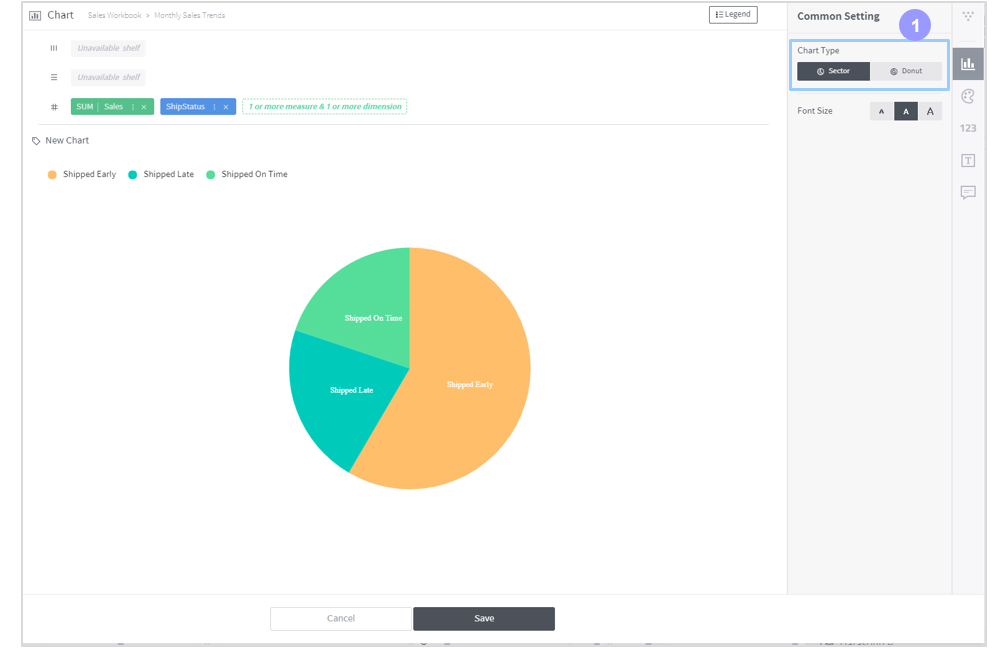 Chart Sales Workbook > Monthly Sales Trends
Legend
Common Setting
1
Unavailable shelf
Unavailable shelf
# SUM Sales × ShipStatus × 1 or more measure & 1 or more dimension
Chart Type
Sector Donut
Font Size A A A
123
T
New Chart
Shipped Early Shipped Late Shipped On Time
Shipped On Time
Shipped Early
Shipped Late
Cancel Save